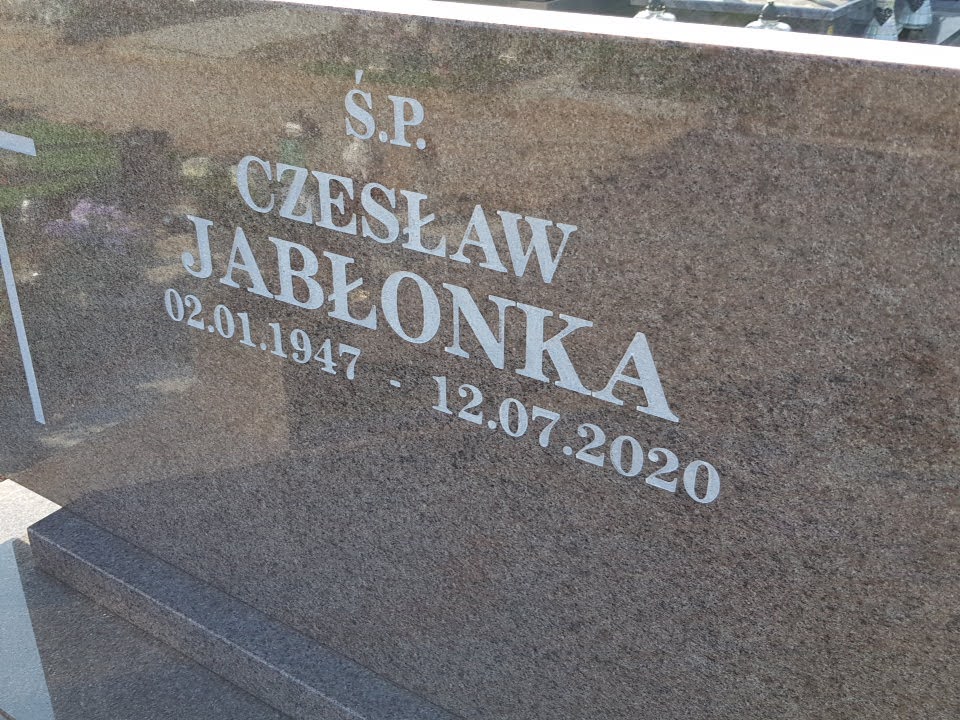 Ś.P.
CZESŁAW
JABŁONKA
02.01.1947 - 12.07.2020